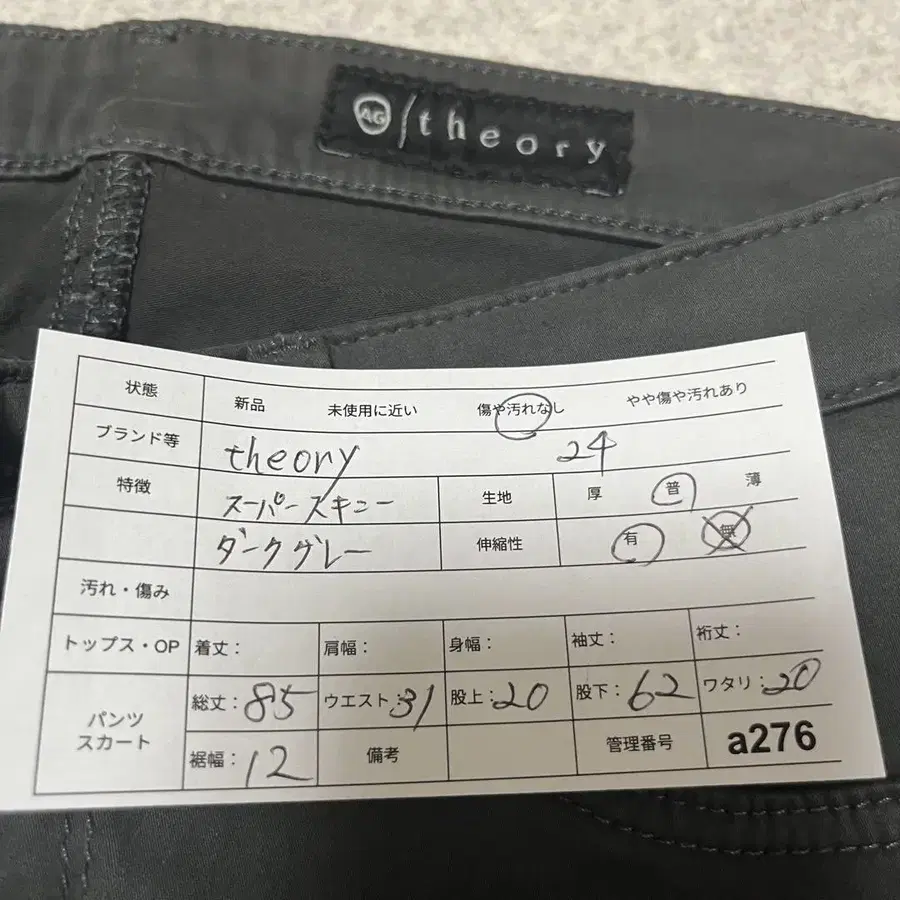 AG/theory
状態 新品 未使用に近い 傷や汚れなし やや傷や汚れあり
ブランド等 theory 24
特徴 スーパースキニー 生地 厚 普 薄
ダークグレー 伸縮性 有 無
汚れ・傷み
トップス・OP 着丈: 肩幅: 身幅: 袖丈: 裄丈:
パンツ スカート 総丈:85 ウエスト:31 股上:20 股下:62 ワタリ:20
裾幅:12 備考 管理番号 a276